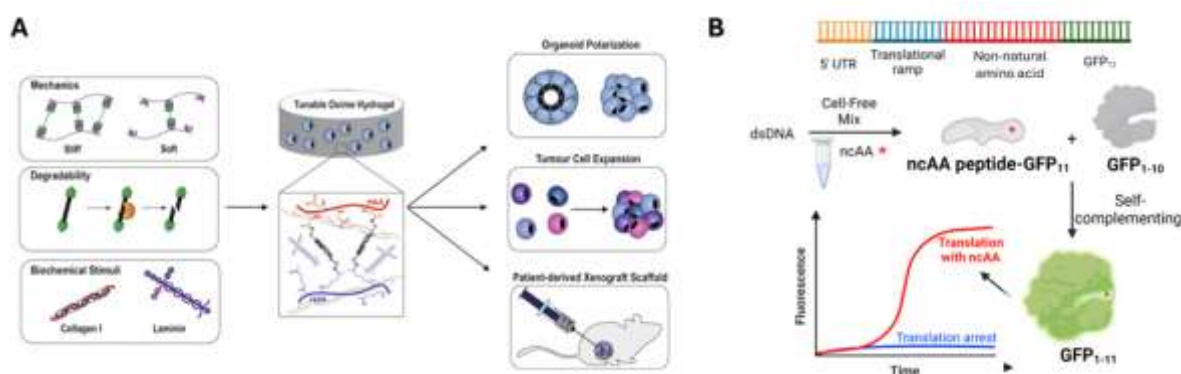 A
Mechanics
Stiff
Soft
Degradability
Biochemical Stimuli
Collagen I
Laminin
Tunable Oxime Hydrogel
Organoid Polarization
Tumour Cell Expansion
Patient-derived Xenograft Scaffold
B
5' UTR
Translational
ramp
Non-natural
amino acid
GFP₁₁
dsDNA
Cell-Free
Mix
ncAA *
ncAA peptide-GFP₁₁
+
GFP₁₋₁₀
Self-
complementing
Fluorescence
Translation
with ncAA
Translation arrest
Time
GFP₁₋₁₁